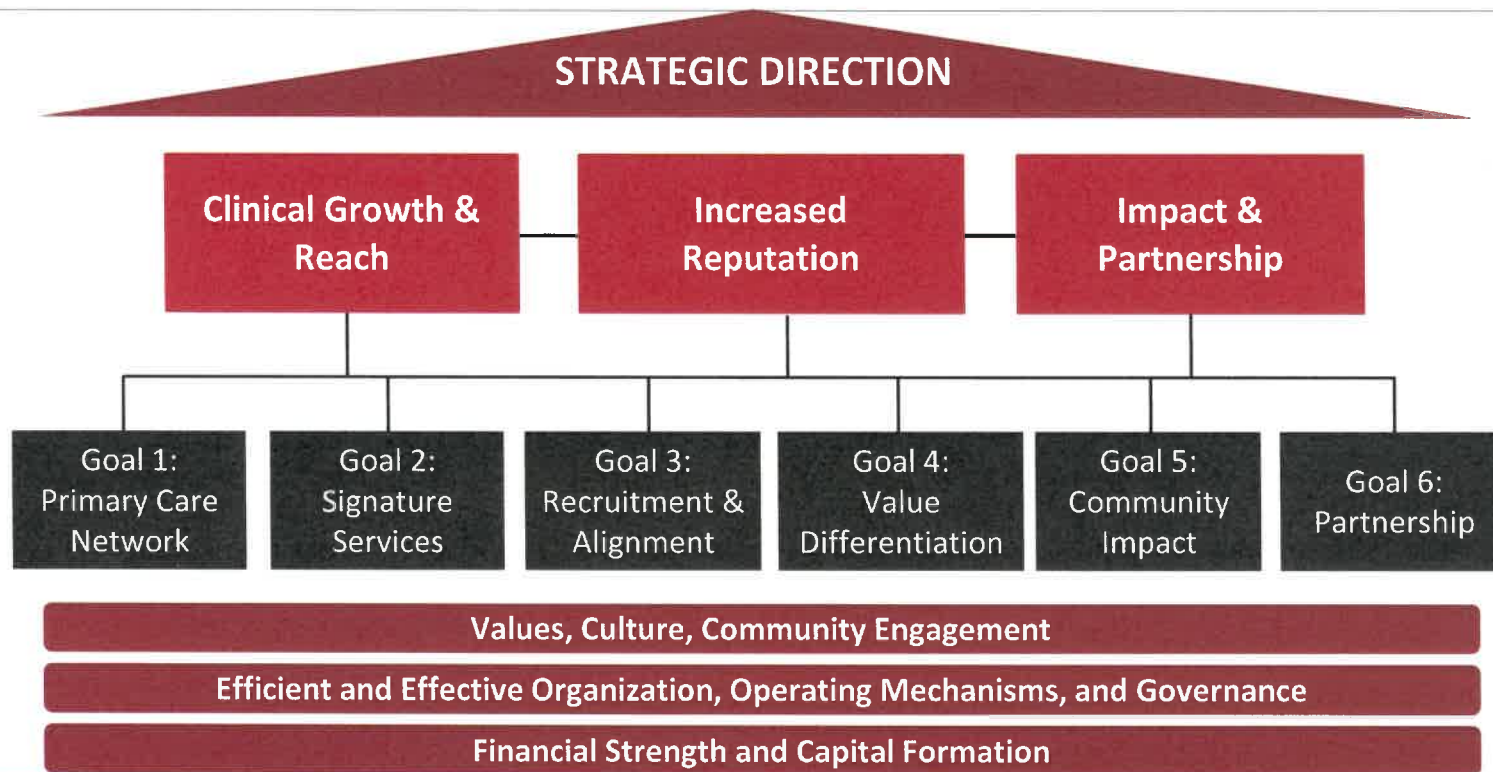 STRATEGIC DIRECTION
Clinical Growth &
Reach
Increased
Reputation
Impact &
Partnership
Goal 1:
Primary Care
Network
Goal 2:
Signature
Services
Goal 3:
Recruitment &
Alignment
Goal 4:
Value
Differentiation
Goal 5:
Community
Impact
Goal 6:
Partnership
Values, Culture, Community Engagement
Efficient and Effective Organization, Operating Mechanisms, and Governance
Financial Strength and Capital Formation